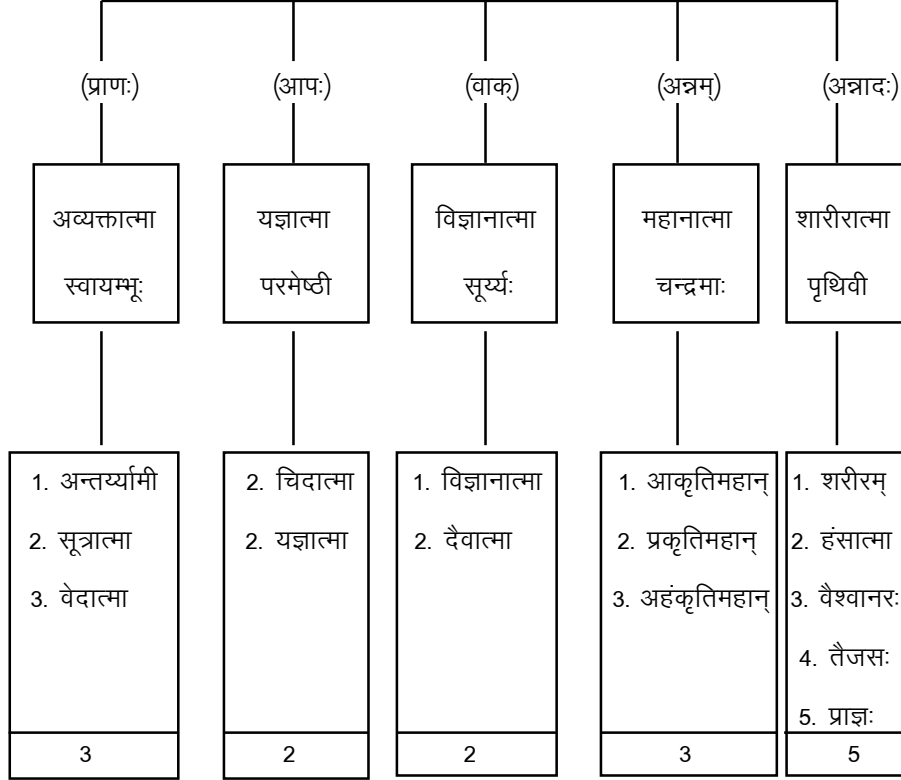 (प्राणः) (आपः) (वाक्) (अन्नम्) (अन्नादः)
अव्यक्तात्मा यज्ञात्मा विज्ञानात्मा महानात्मा शारीरात्मा
स्वायम्भूः परमेष्ठी सूर्य्यः चन्द्रमाः पृथिवी
1. अन्तर्य्यामी
2. सूत्रात्मा
3. वेदात्मा
3
2. चिदात्मा
2. यज्ञात्मा
2
1. विज्ञानात्मा
2. दैवात्मा
2
1. आकृतिमहान्
2. प्रकृतिमहान्
3. अहंकृतिमहान्
3
1. शरीरम्
2. हंसात्मा
3. वैश्वानरः
4. तैजसः
5. प्राज्ञः
5